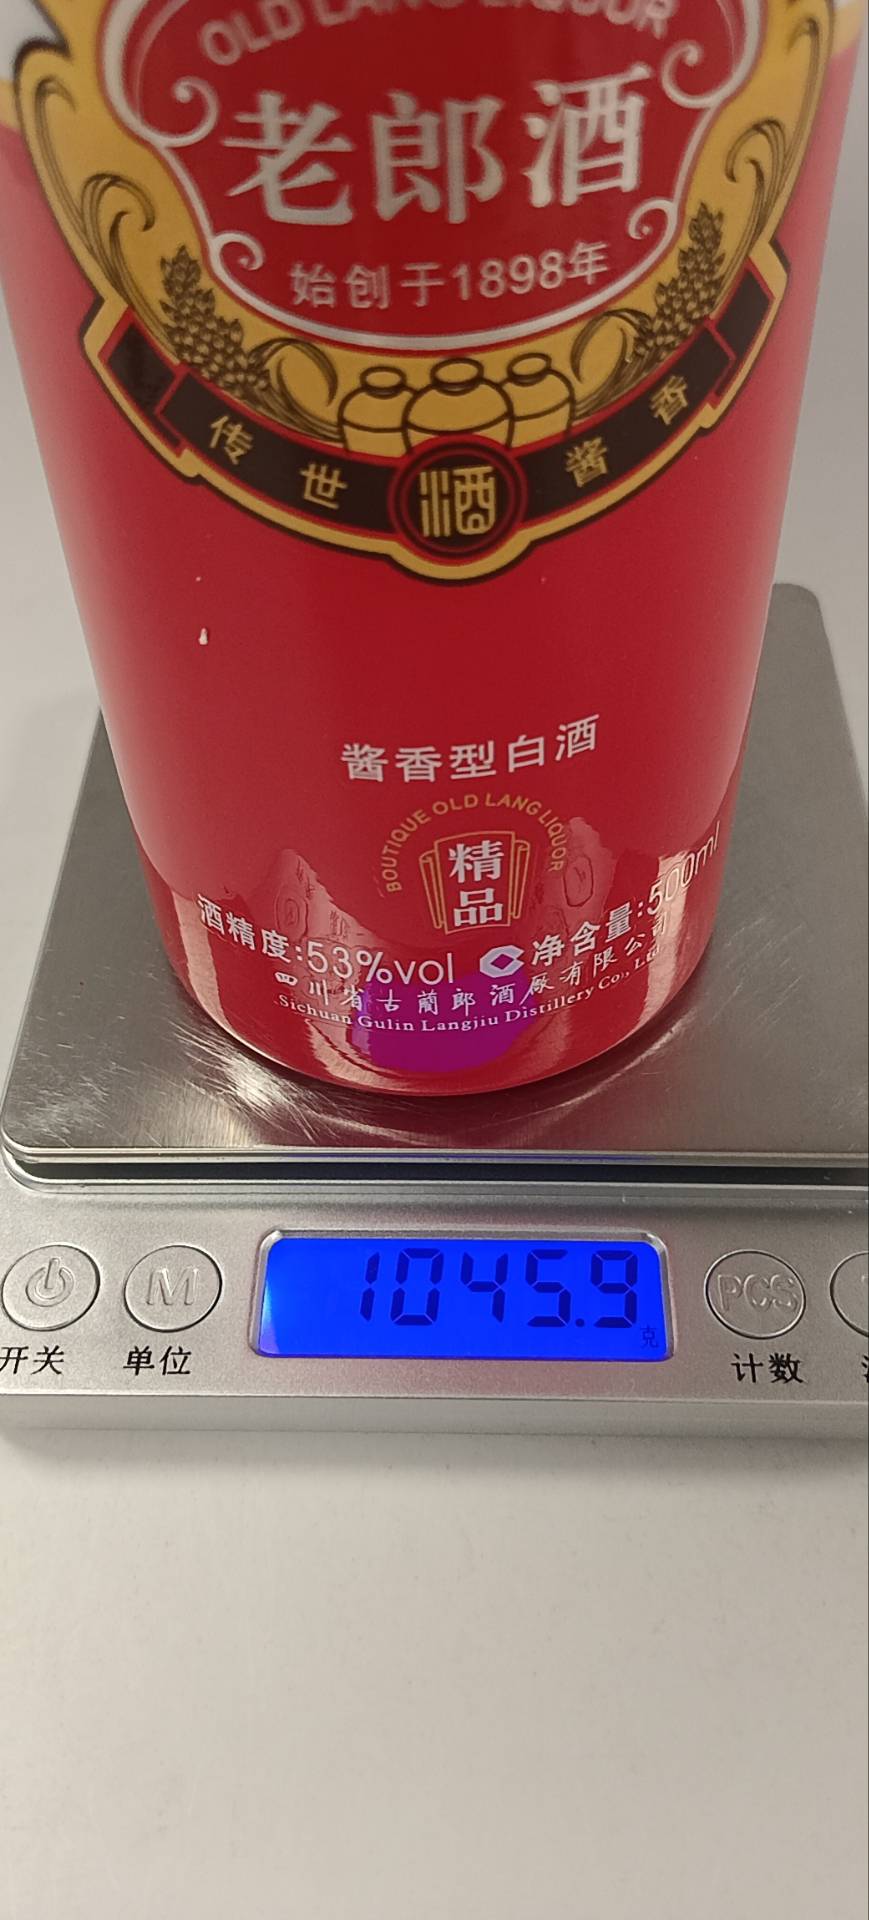 OLD LANG LIQUOR
老郎酒
始创于1898年
传世酒酱香
酱香型白酒
BOUTIQUE OLD LANG LIQUOR
精品
酒精度:53%vol 净含量:500ml
四川省古蔺郎酒厰有限公司
Sichuan Gulin Langjiu Distillery Co., Ltd
1045.9
克
M PCS
开关 单位 计数